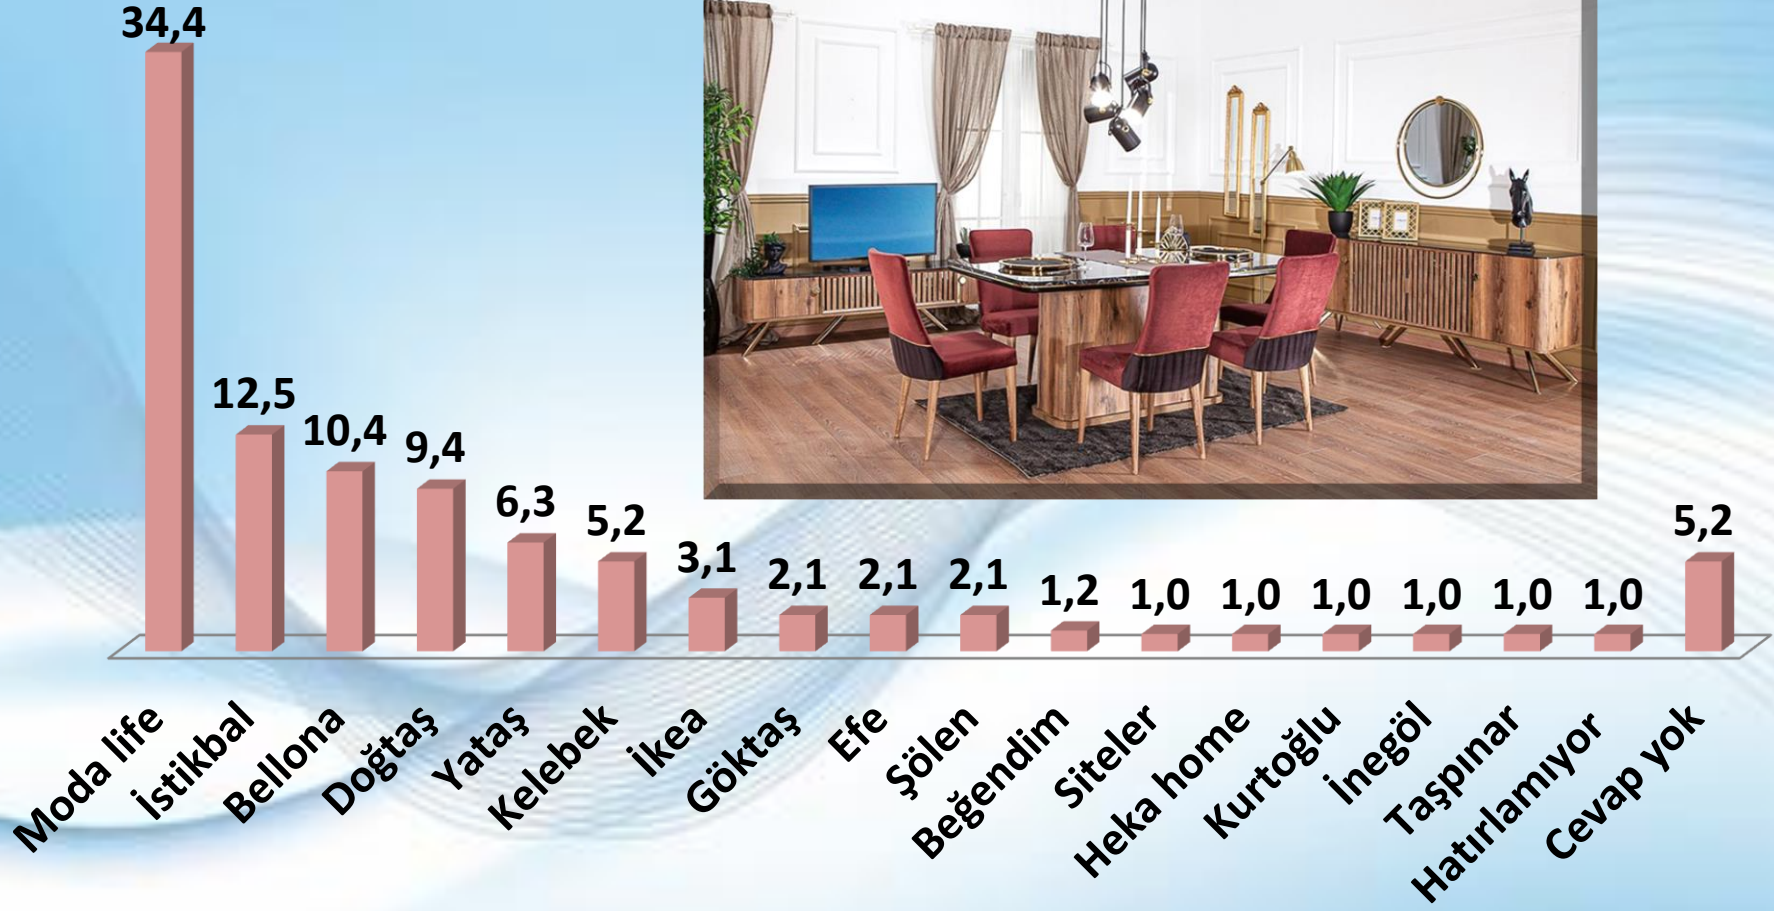 34,4
12,5
10,4
9,4
6,3
5,2
3,1
2,1
2,1
2,1
1,2
1,0
1,0
1,0
1,0
1,0
1,0
5,2
Moda life
İstikbal
Bellona
Doğtaş
Yataş
Kelebek
İkea
Göktaş
Efe
Şölen
Beğendim
Siteler
Heka home
Kurtoğlu
İnegöl
Taşpınar
Hatırlamıyor
Cevap yok